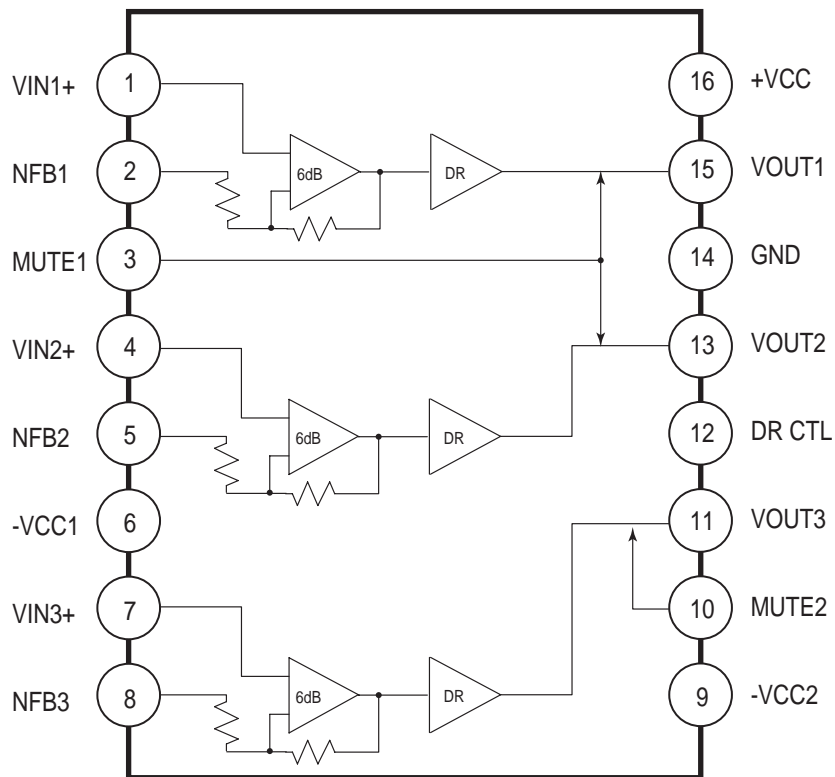 VIN1+
1
16
+VCC
NFB1
2
6dB
DR
15
VOUT1
MUTE1
3
14
GND
VIN2+
4
13
VOUT2
NFB2
5
6dB
DR
12
DR CTL
-VCC1
6
11
VOUT3
VIN3+
7
10
MUTE2
NFB3
8
6dB
DR
9
-VCC2